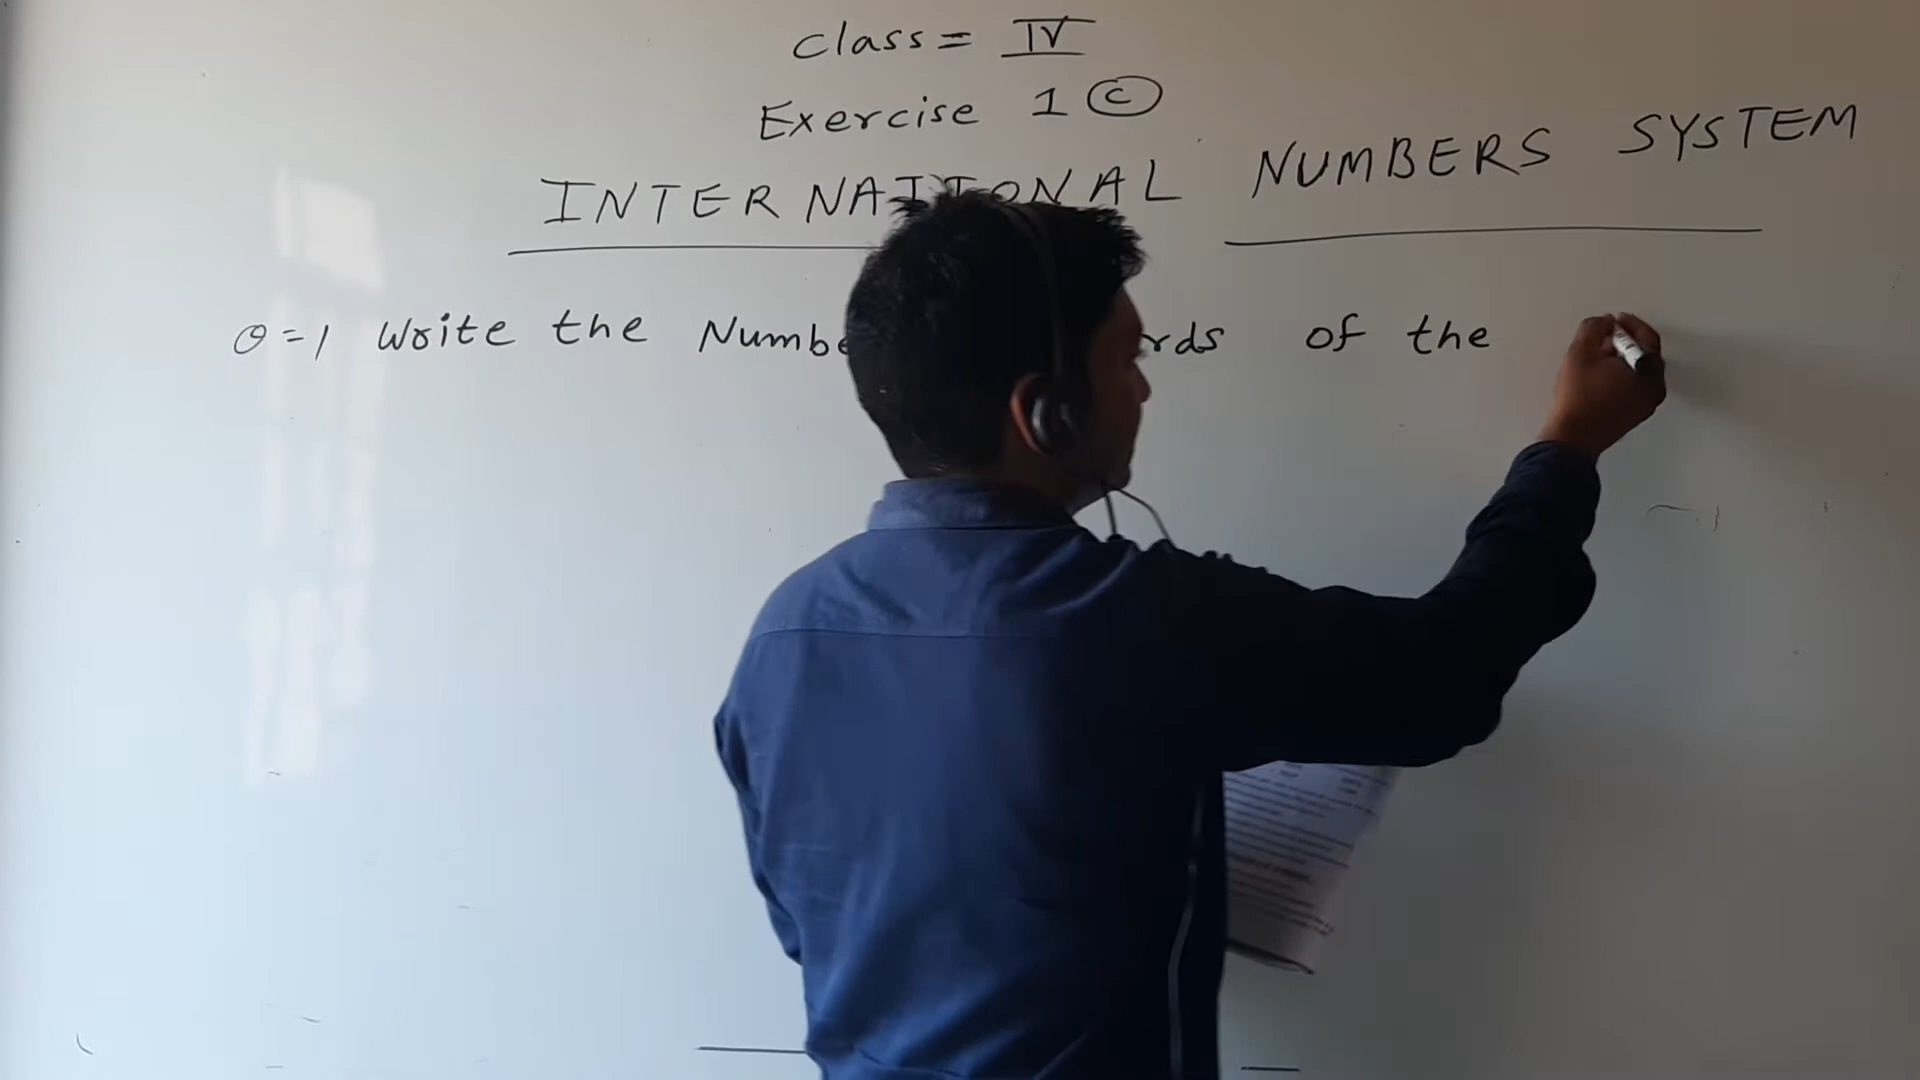 Class = IV
Exercise 1 (C)
INTERNATIONAL NUMBERS SYSTEM
Q=1 Write the of the